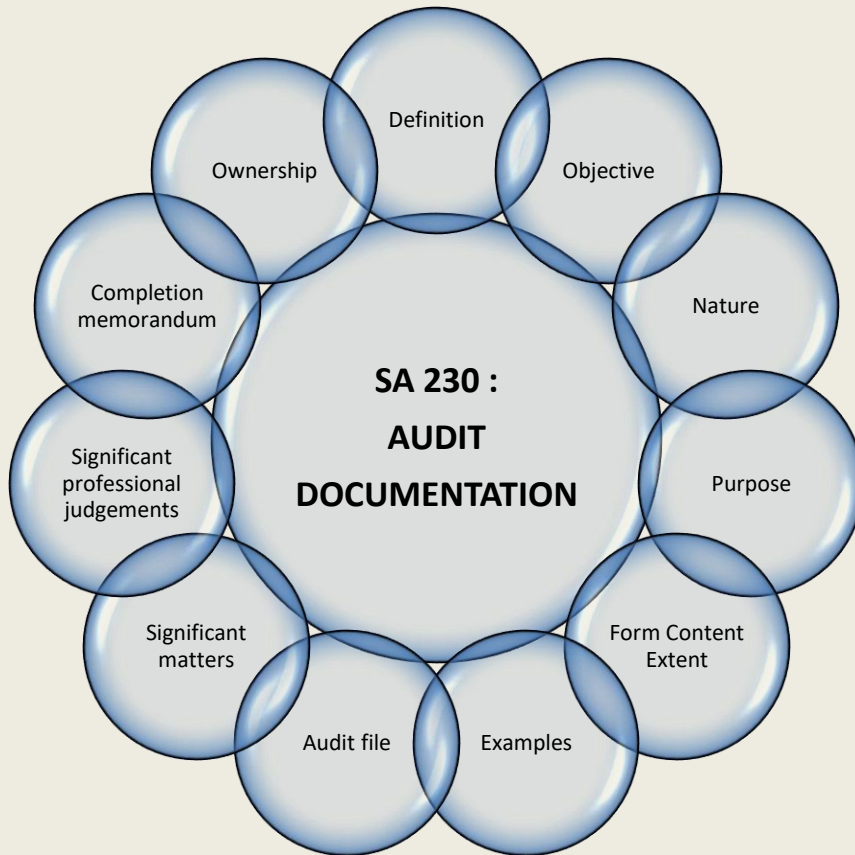 SA 230 :
AUDIT
DOCUMENTATION
Definition
Objective
Nature
Purpose
Form Content
Extent
Examples
Audit file
Significant
matters
Significant
professional
judgements
Completion
memorandum
Ownership